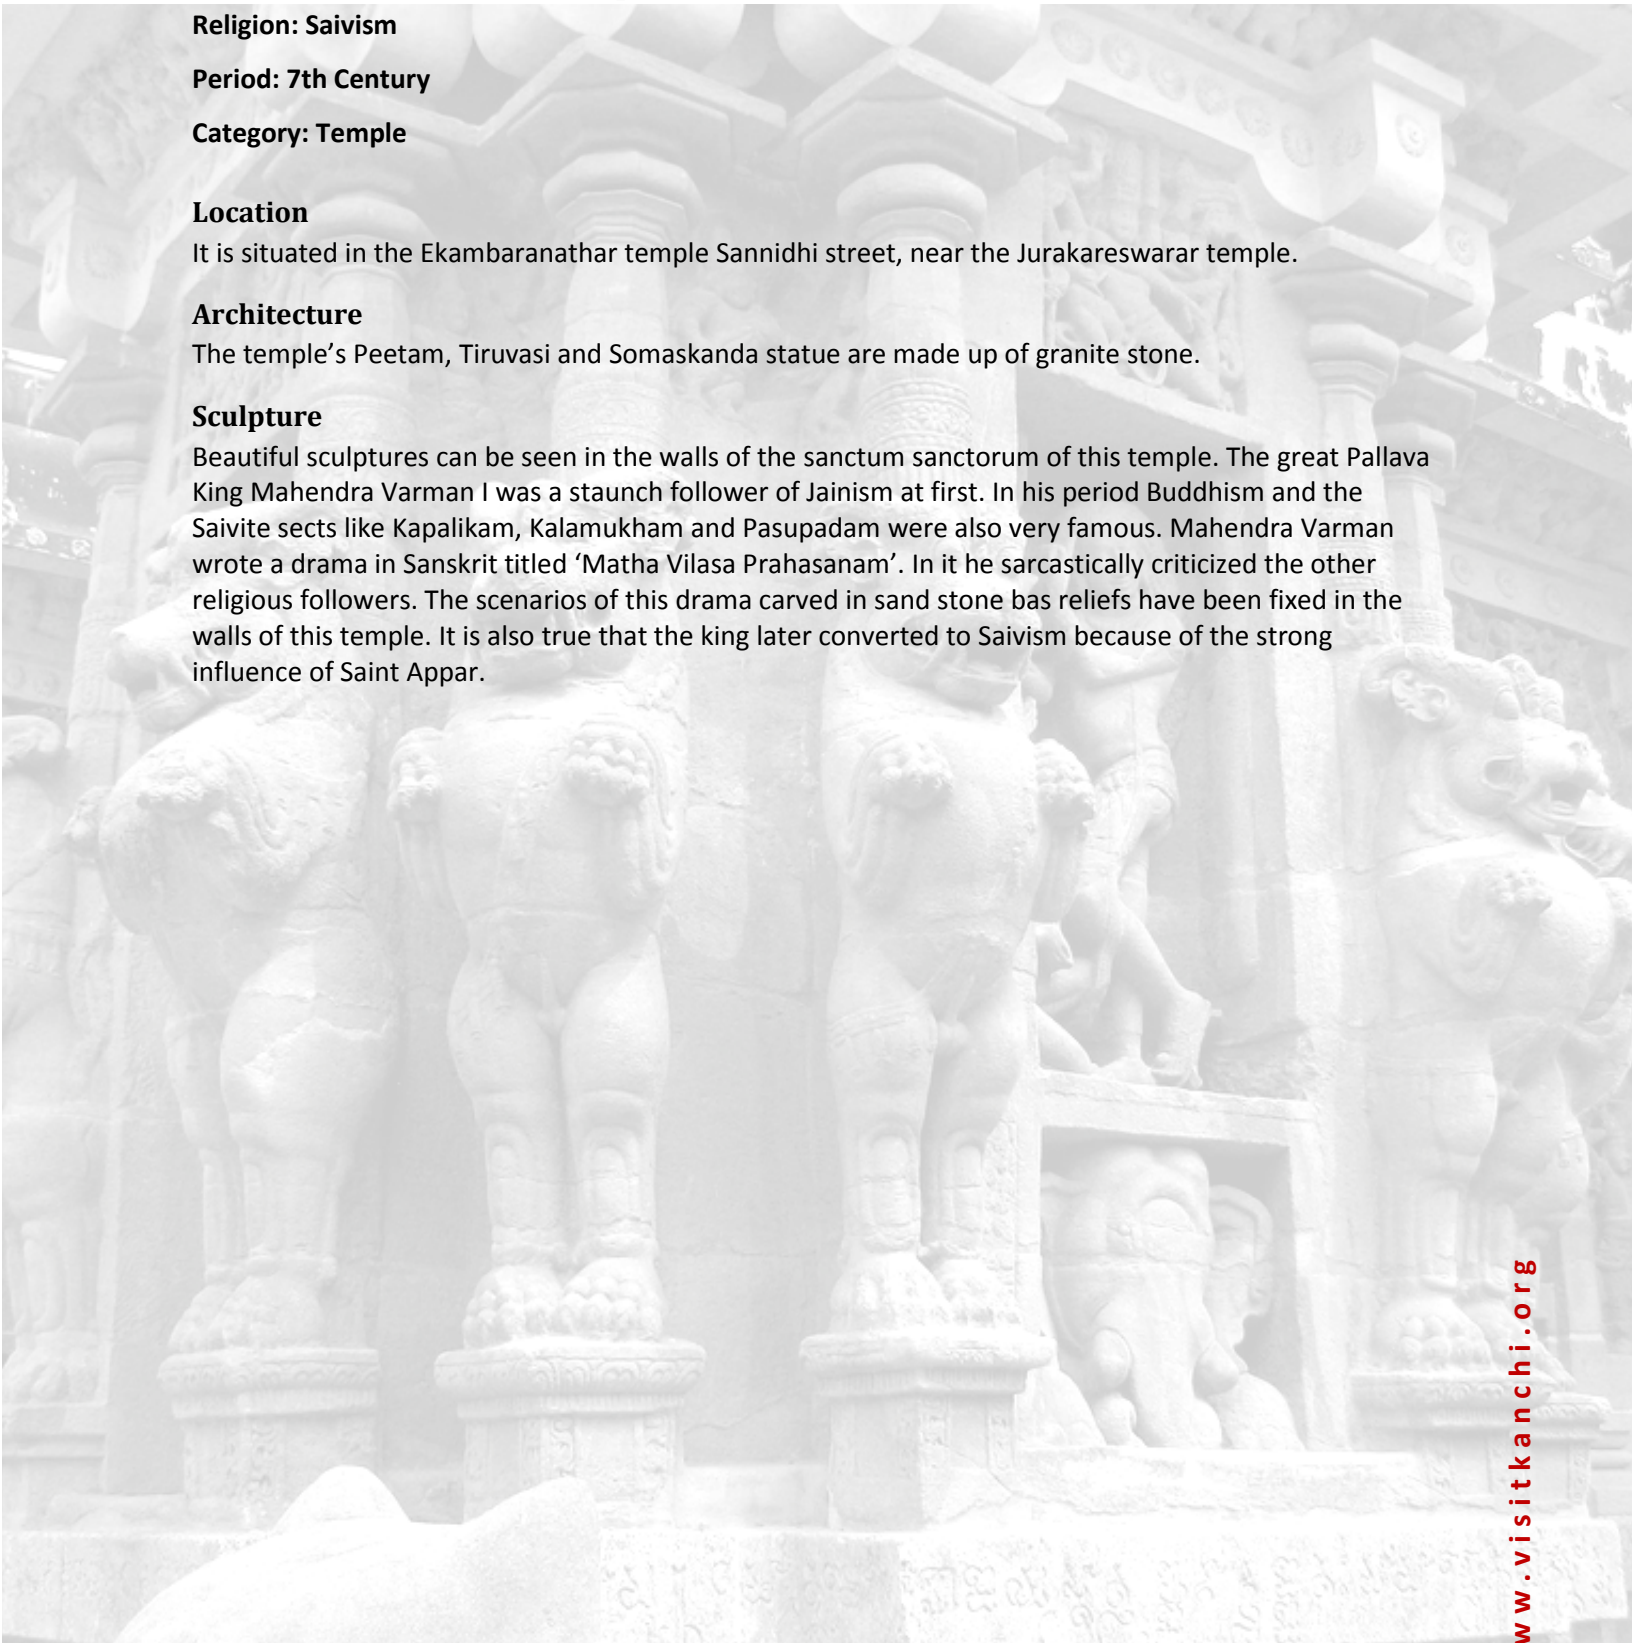 Religion: Saivism
Period: 7th Century
Category: Temple
Location
It is situated in the Ekambaranathar temple Sannidhi street, near the Jurakareswarar temple.
Architecture
The temple’s Peetam, Tiruvasi and Somaskanda statue are made up of granite stone.
Sculpture
Beautiful sculptures can be seen in the walls of the sanctum sanctorum of this temple. The great Pallava
King Mahendra Varman I was a staunch follower of Jainism at first. In his period Buddhism and the
Saivite sects like Kapalikam, Kalamukham and Pasupadam were also very famous. Mahendra Varman
wrote a drama in Sanskrit titled ‘Matha Vilasa Prahasanam’. In it he sarcastically criticized the other
religious followers. The scenarios of this drama carved in sand stone bas reliefs have been fixed in the
walls of this temple. It is also true that the king later converted to Saivism because of the strong
influence of Saint Appar.
w w . v i s i t k a n c h i . o r g